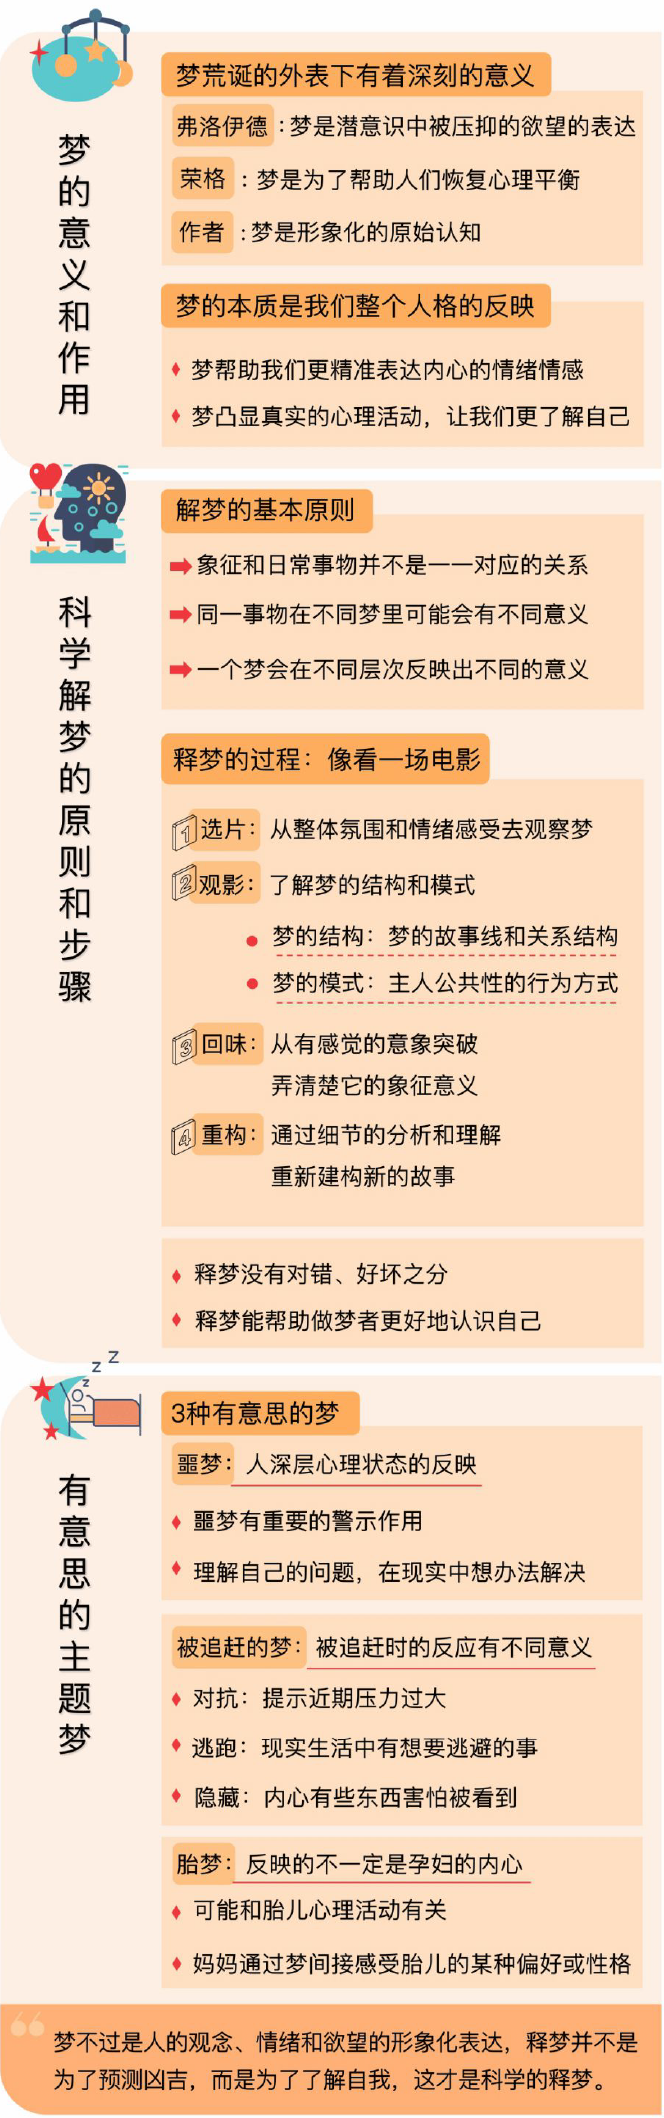 梦的意义和作用
梦荒诞的外表下有着深刻的意义
弗洛伊德：梦是潜意识中被压抑的欲望的表达
荣格：梦是为了帮助人们恢复心理平衡
作者：梦是形象化的原始认知
梦的本质是我们整个人格的反映
梦帮助我们更精准表达内心的情绪情感
梦凸显真实的心理活动，让我们更了解自己
科学解梦的原则和步骤
解梦的基本原则
象征和日常事物并不是一一对应的关系
同一事物在不同梦里可能会有不同意义
一个梦会在不同层次反映出不同的意义
释梦的过程：像看一场电影
1 选片：从整体氛围和情绪感受去观察梦
2 观影：了解梦的结构和模式
梦的结构：梦的故事线和关系结构
梦的模式：主人公共性的行为方式
3 回味：从有感觉的意象突破
弄清楚它的象征意义
4 重构：通过细节的分析和理解
重新建构新的故事
释梦没有对错、好坏之分
释梦能帮助做梦者更好地认识自己
z z Z
有意思的主题梦
3种有意思的梦
噩梦：人深层心理状态的反映
噩梦有重要的警示作用
理解自己的问题，在现实中想办法解决
被追赶的梦：被追赶时的反应有不同意义
对抗：提示近期压力过大
逃跑：现实生活中有想要逃避的事
隐藏：内心有些东西害怕被看到
胎梦：反映的不一定是孕妇的内心
可能和胎儿心理活动有关
妈妈通过梦间接感受胎儿的某种偏好或性格
梦不过是人的观念、情绪和欲望的形象化表达，释梦并不是
为了预测凶吉，而是为了了解自我，这才是科学的释梦。